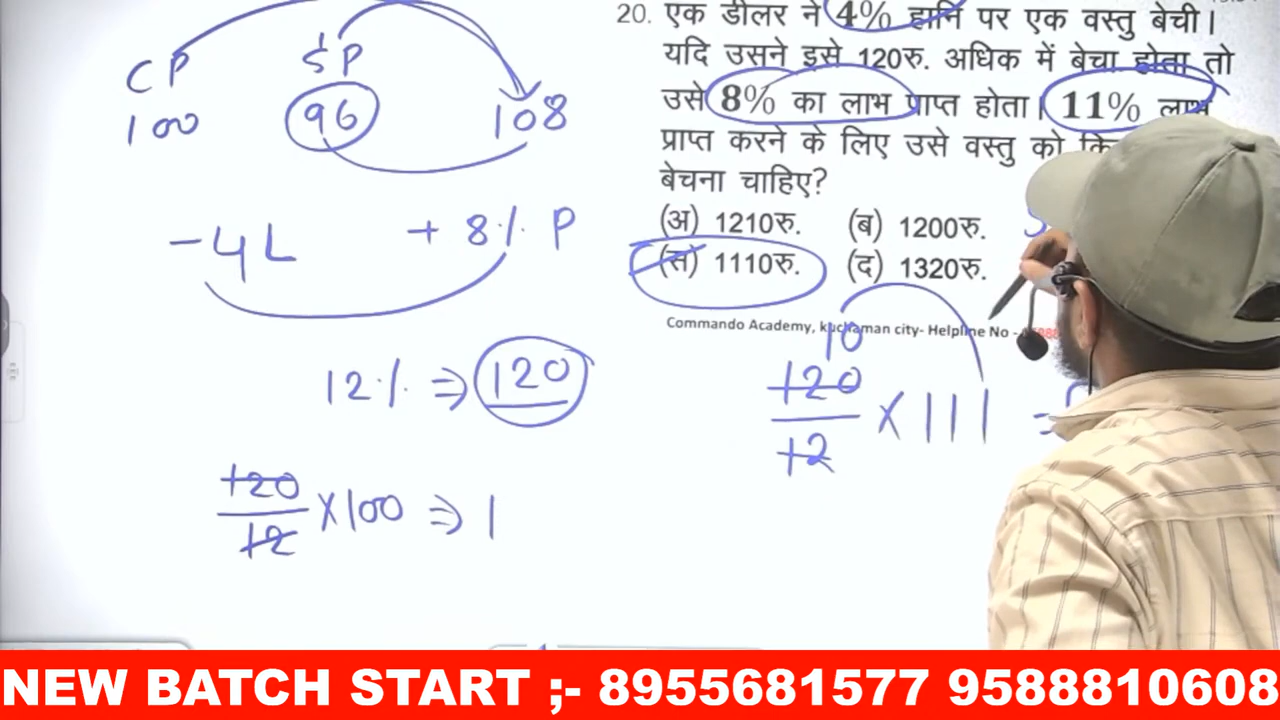 20. एक डीलर ने 4% हानि पर एक वस्तु बेची।
यदि उसने इसे 120रु. अधिक में बेचा होता तो
उसे 8% का लाभ प्राप्त होता। 11% लाभ
प्राप्त करने के लिए उसे वस्तु को
बेचना चाहिए?
(अ) 1210रु. (ब) 1200रु.
(स) 1110रु. (द) 1320रु.
Commando Academy, kuchaman city- Helpline No -
CP SP
100 96 108
-4 L + 8% P
12% ⇒ 120
120/12 × 100 ⇒ 1
10
120/12 × 111 =
NEW BATCH START ;- 8955681577 9588810608